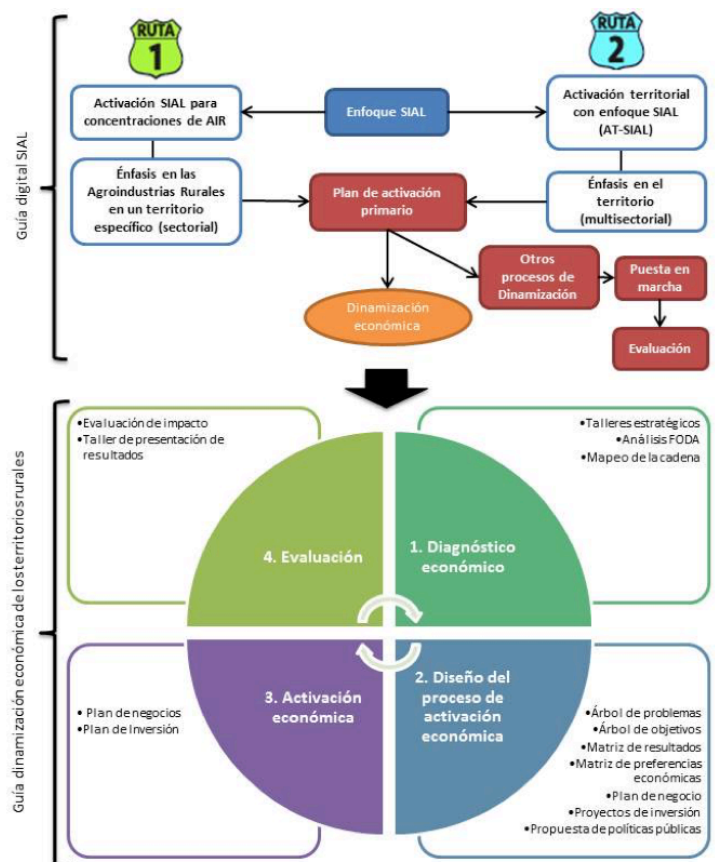 RUTA
1
RUTA
2
Activación SIAL para
concentraciones de AIR
Enfoque SIAL
Activación territorial
con enfoque SIAL
(AT-SIAL)
Énfasis en las
Agroindustrias Rurales
en un territorio
específico (sectorial)
Plan de activación
primario
Énfasis en el
territorio
(multisectorial)
Otros
procesos de
Dinamización
Puesta en
marcha
Dinamización
económica
Evaluación
Guía digital SIAL
•Evaluación de impacto
•Taller de presentación de
resultados
•Talleres estratégicos
•Análisis FODA
•Mapeo de la cadena
4. Evaluación
1. Diagnóstico
económico
3. Activación
económica
2. Diseño del
proceso de
activación
económica
• Plan de negocios
•Plan de Inversión
•Árbol de problemas
•Árbol de objetivos
•Matriz de resultados
•Matriz de preferencias
económicas
•Plan de negocio
•Proyectos de inversión
•Propuesta de políticas públicas
Guía dinamización económica de los territorios rurales